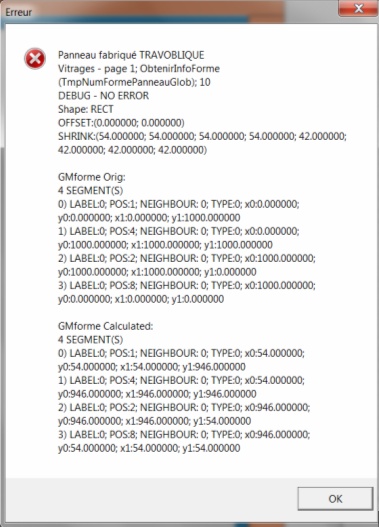 Erreur
Panneau fabriqué TRAVOBLIQUE
Vitrages - page 1; ObtenirInfoForme
(TmpNumFormePanneauGlob); 10
DEBUG - NO ERROR
Shape: RECT
OFFSET:(0.000000; 0.000000)
SHRINK:(54.000000; 54.000000; 54.000000; 54.000000; 42.000000;
42.000000; 42.000000; 42.000000)
GMforme Orig:
4 SEGMENT(S)
0) LABEL:0; POS:1; NEIGHBOUR: 0; TYPE:0; x0:0.000000;
y0:0.000000; x1:0.000000; y1:1000.000000
1) LABEL:0; POS:4; NEIGHBOUR: 0; TYPE:0; x0:0.000000;
y0:1000.000000; x1:1000.000000; y1:1000.000000
2) LABEL:0; POS:2; NEIGHBOUR: 0; TYPE:0; x0:1000.000000;
y0:1000.000000; x1:1000.000000; y1:0.000000
3) LABEL:0; POS:8; NEIGHBOUR: 0; TYPE:0; x0:1000.000000;
y0:0.000000; x1:0.000000; y1:0.000000
GMforme Calculated:
4 SEGMENT(S)
0) LABEL:0; POS:1; NEIGHBOUR: 0; TYPE:0; x0:54.000000;
y0:54.000000; x1:54.000000; y1:946.000000
1) LABEL:0; POS:4; NEIGHBOUR: 0; TYPE:0; x0:54.000000;
y0:946.000000; x1:946.000000; y1:946.000000
2) LABEL:0; POS:2; NEIGHBOUR: 0; TYPE:0; x0:946.000000;
y0:946.000000; x1:946.000000; y1:54.000000
3) LABEL:0; POS:8; NEIGHBOUR: 0; TYPE:0; x0:946.000000;
y0:54.000000; x1:54.000000; y1:54.000000
OK